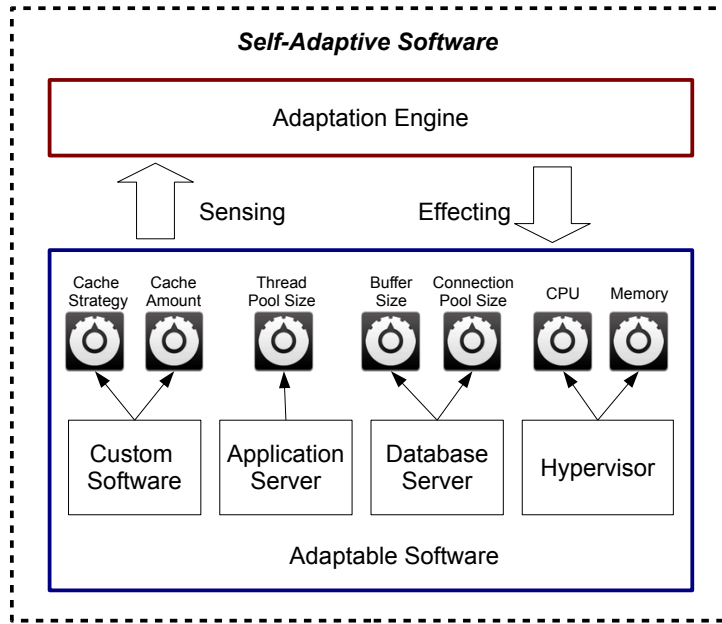 Self-Adaptive Software
Adaptation Engine
Sensing
Effecting
Cache
Strategy
Cache
Amount
Thread
Pool Size
Buffer
Size
Connection
Pool Size
CPU
Memory
Custom
Software
Application
Server
Database
Server
Hypervisor
Adaptable Software